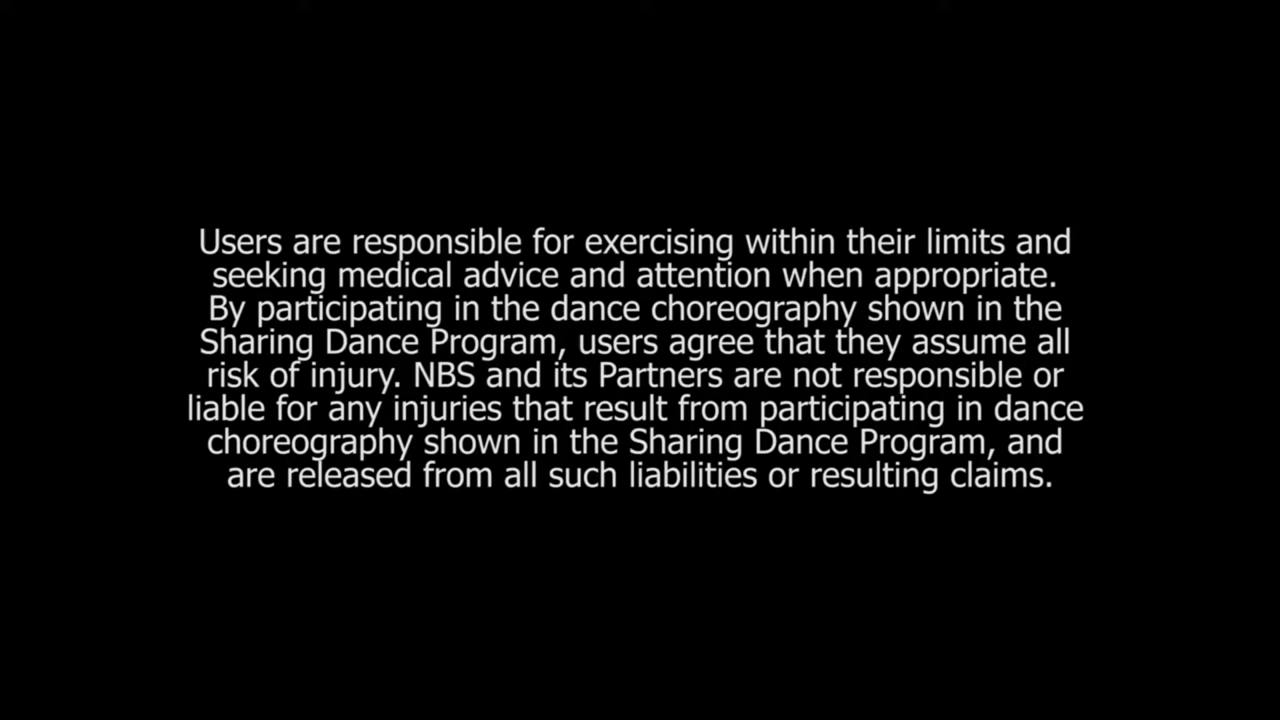 Users are responsible for exercising within their limits and
seeking medical advice and attention when appropriate.
By participating in the dance choreography shown in the
Sharing Dance Program, users agree that they assume all
risk of injury. NBS and its Partners are not responsible or
liable for any injuries that result from participating in dance
choreography shown in the Sharing Dance Program, and
are released from all such liabilities or resulting claims.